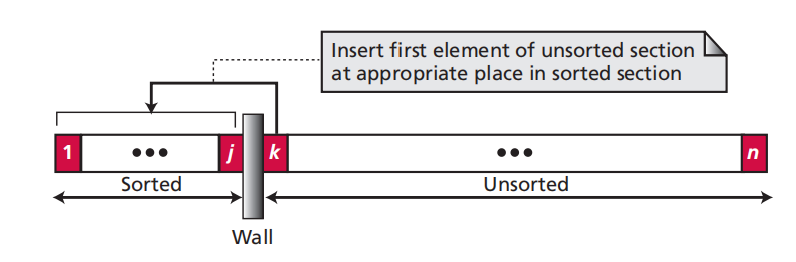 Insert first element of unsorted section
at appropriate place in sorted section
1 ••• j k ••• n
Sorted Unsorted
Wall